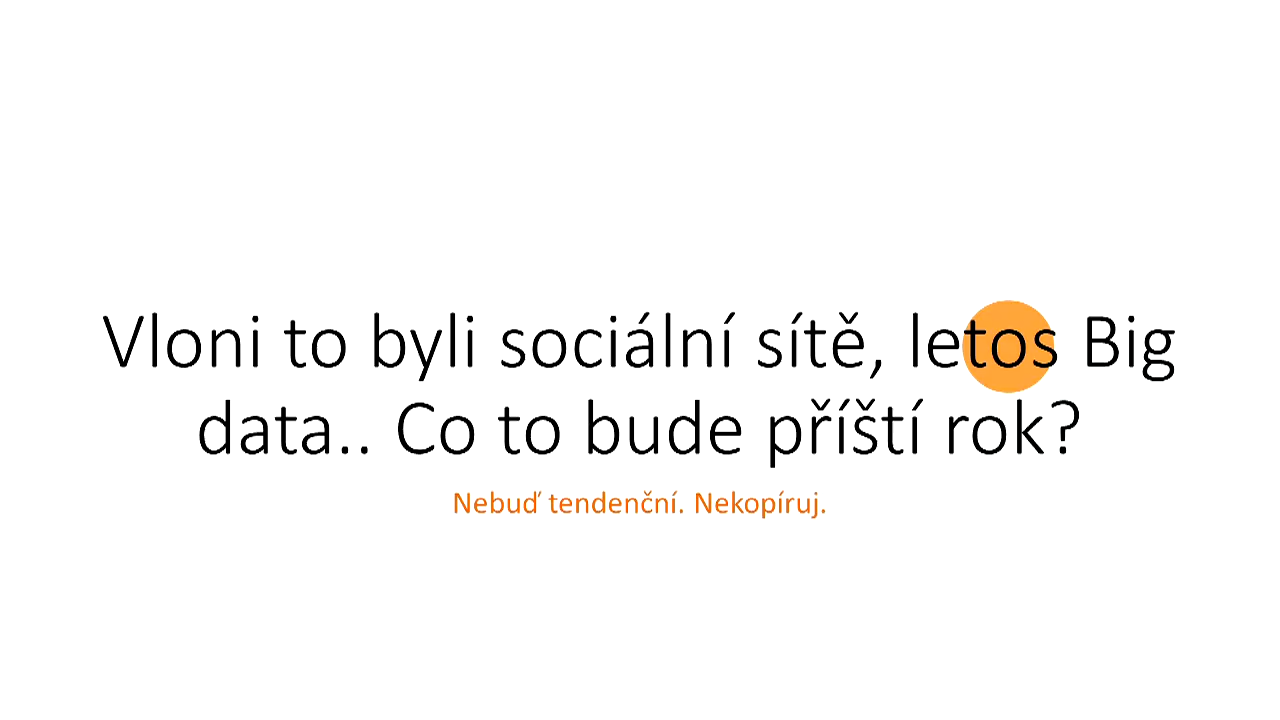 Vloni to byli sociální sítě, letos Big
data.. Co to bude příští rok?
Nebuď tendenční. Nekopíruj.